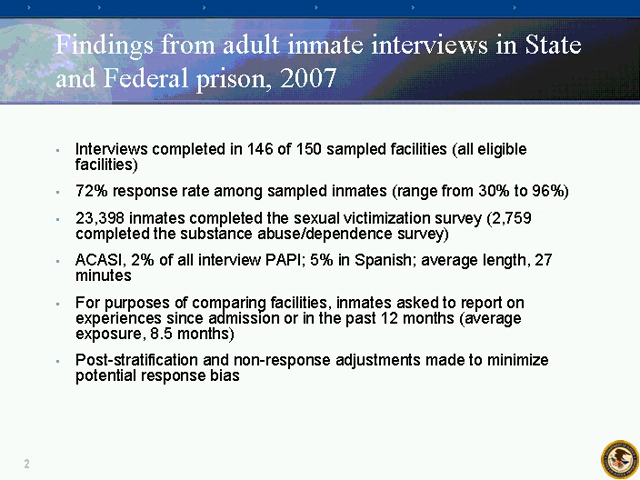 Findings from adult inmate interviews in State
and Federal prison, 2007
• Interviews completed in 146 of 150 sampled facilities (all eligible
facilities)
• 72% response rate among sampled inmates (range from 30% to 96%)
• 23,398 inmates completed the sexual victimization survey (2,759
completed the substance abuse/dependence survey)
• ACASI, 2% of all interview PAPI; 5% in Spanish; average length, 27
minutes
• For purposes of comparing facilities, inmates asked to report on
experiences since admission or in the past 12 months (average
exposure, 8.5 months)
• Post-stratification and non-response adjustments made to minimize
potential response bias
2